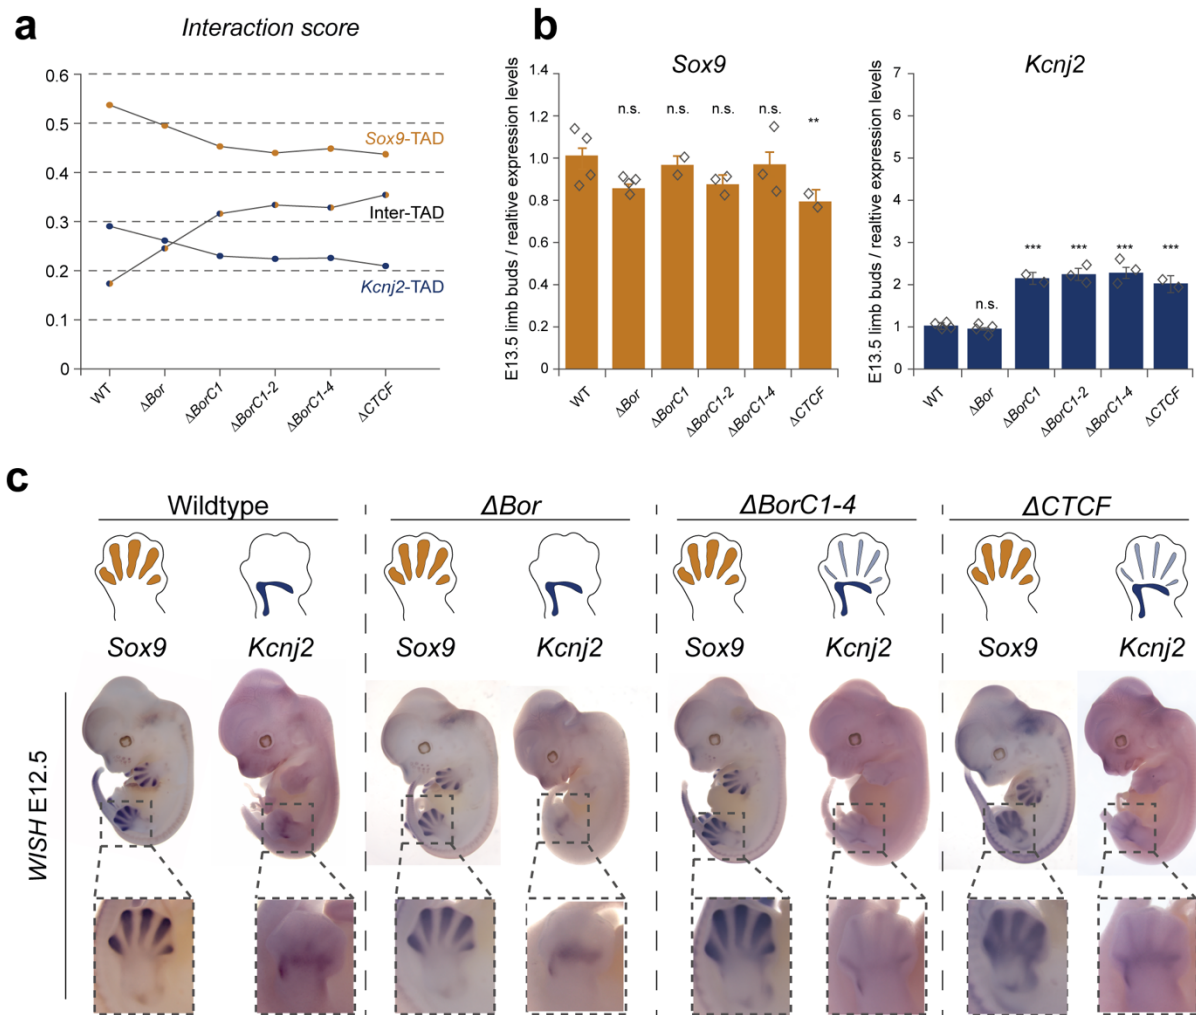 a
Interaction score
0.6
0.5
0.4
0.3
0.2
0.1
0
Sox9-TAD
Inter-TAD
Kcnj2-TAD
WT
ΔBor
ΔBorC1
ΔBorC1-2
ΔBorC1-4
ΔCTCF
b
Sox9
E13.5 limb buds / realtive expression levels
1.4
1.2
1.0
0.8
0.6
0.4
0.2
0
n.s.
n.s.
n.s.
n.s.
**
WT
ΔBor
ΔBorC1
ΔBorC1-2
ΔBorC1-4
ΔCTCF
Kcnj2
E13.5 limb buds / realtive expression levels
7
6
5
4
3
2
1
0
n.s.
***
***
***
***
WT
ΔBor
ΔBorC1
ΔBorC1-2
ΔBorC1-4
ΔCTCF
c
Wildtype
ΔBor
ΔBorC1-4
ΔCTCF
Sox9
Kcnj2
Sox9
Kcnj2
Sox9
Kcnj2
Sox9
Kcnj2
WISH E12.5